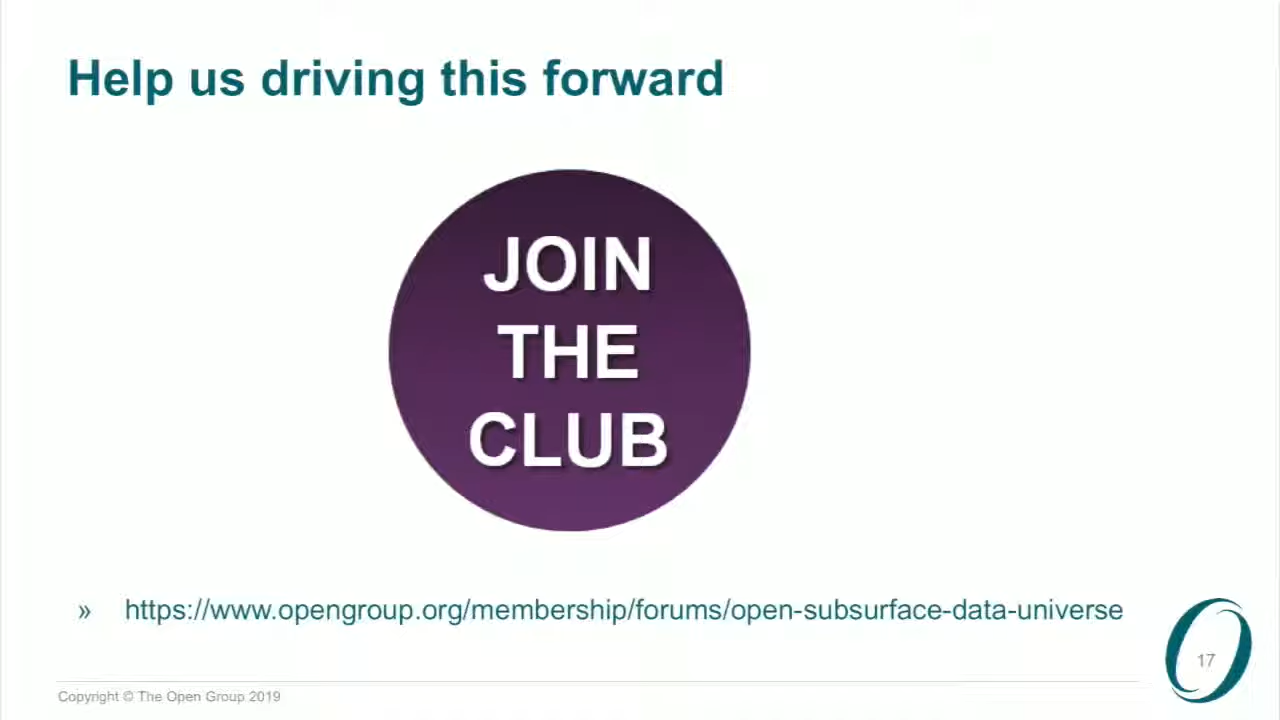 Help us driving this forward
JOIN
THE
CLUB
» https://www.opengroup.org/membership/forums/open-subsurface-data-universe
17
Copyright © The Open Group 2019